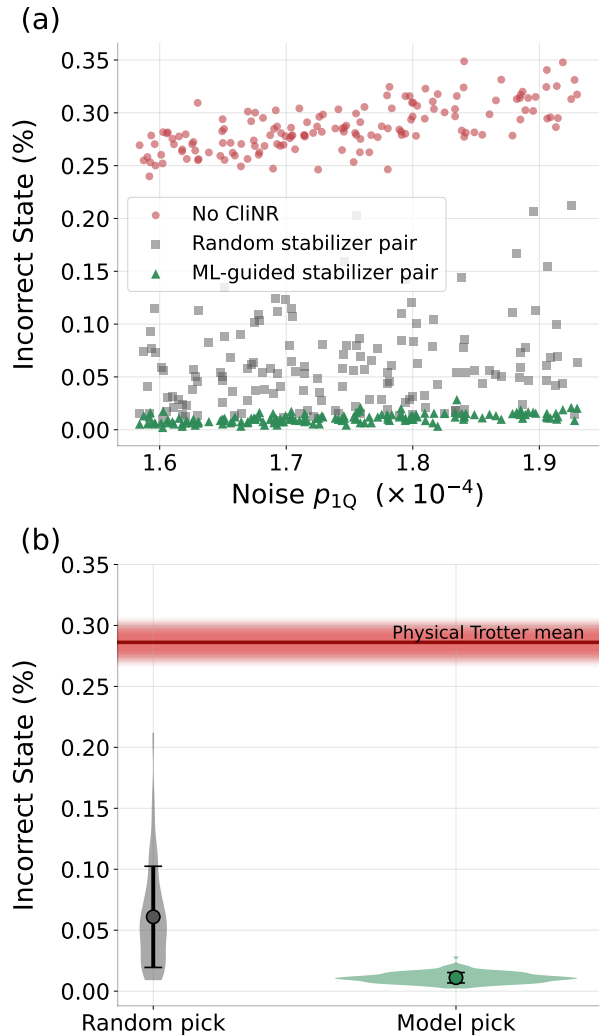 (a)
0.35
0.30
0.25
0.20
0.15
0.10
0.05
0.00
Incorrect State (%)
No CliNR
Random stabilizer pair
ML-guided stabilizer pair
1.6 1.7 1.8 1.9
Noise p1Q (×10−4)
(b)
0.35
0.30
0.25
0.20
0.15
0.10
0.05
0.00
Incorrect State (%)
Physical Trotter mean
Random pick Model pick